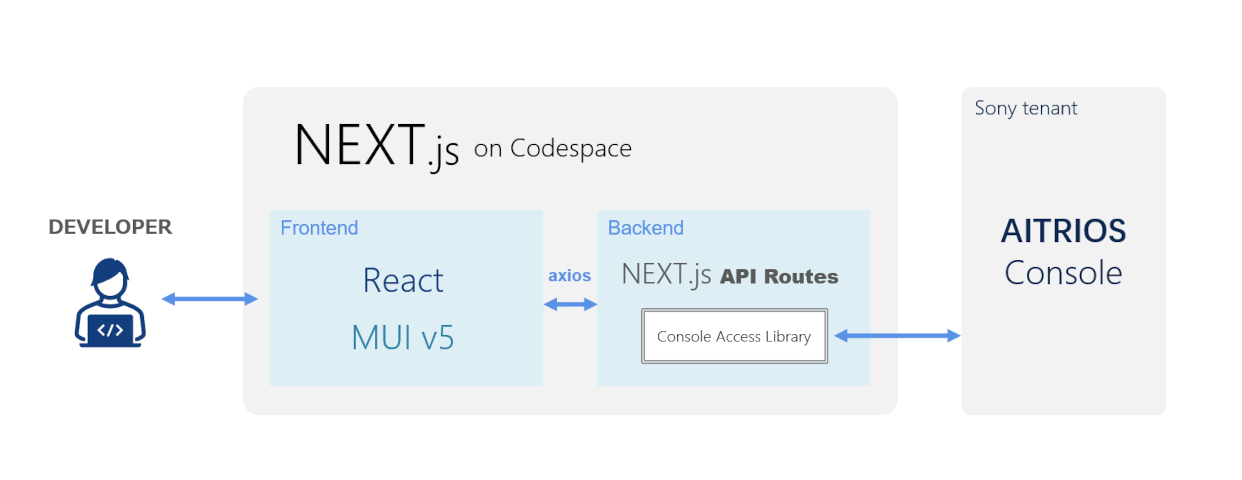 NEXT.js on Codespace
Sony tenant
DEVELOPER
Frontend
React
MUI v5
axios
Backend
NEXT.js API Routes
Console Access Library
</>
AITRIOS
Console